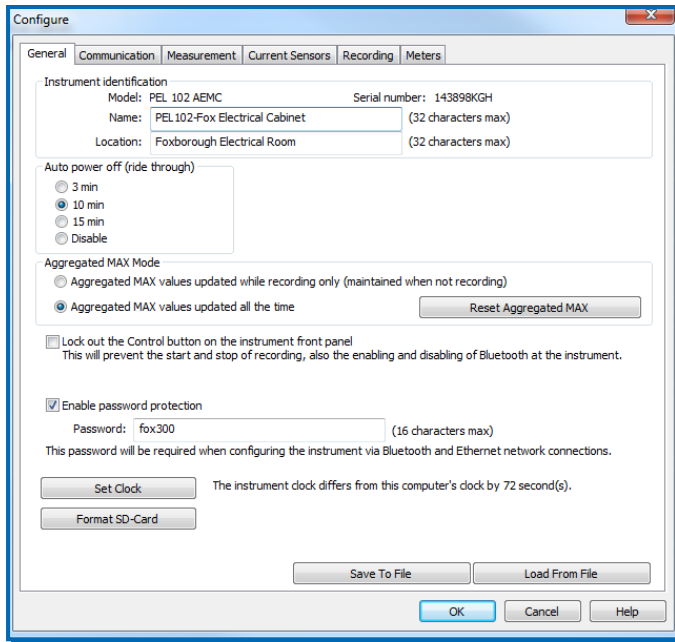 Configure
General Communication Measurement Current Sensors Recording Meters
Instrument identification
Model: PEL 102 AEMC Serial number: 143898KGH
Name: PEL102-Fox Electrical Cabinet (32 characters max)
Location: Foxborough Electrical Room (32 characters max)
Auto power off (ride through)
3 min
10 min
15 min
Disable
Aggregated MAX Mode
Aggregated MAX values updated while recording only (maintained when not recording)
Aggregated MAX values updated all the time Reset Aggregated MAX
Lock out the Control button on the instrument front panel
This will prevent the start and stop of recording, also the enabling and disabling of Bluetooth at the instrument.
Enable password protection
Password: fox300 (16 characters max)
This password will be required when configuring the instrument via Bluetooth and Ethernet network connections.
Set Clock The instrument clock differs from this computer's clock by 72 second(s).
Format SD-Card
Save To File Load From File
OK Cancel Help